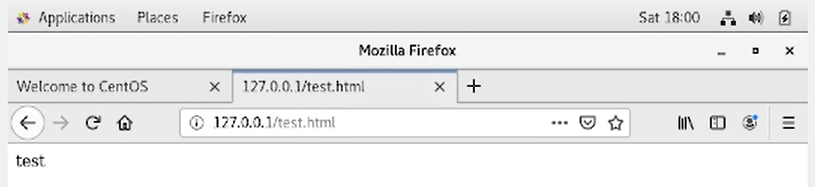 Applications Places Firefox Sat 18:00
Mozilla Firefox
Welcome to CentOS 127.0.0.1/test.html
127.0.0.1/test.html
test